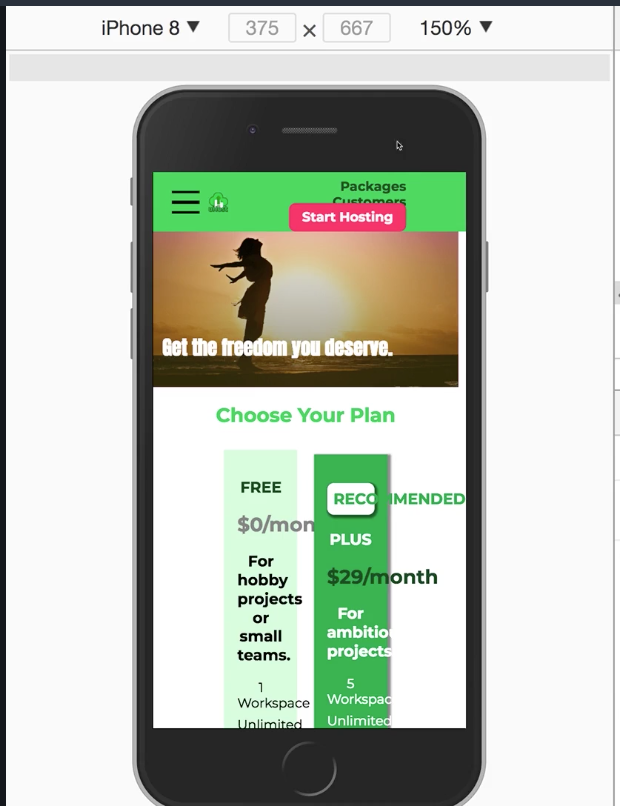 iPhone 8 ▼ 375 × 667 150% ▼
Packages
Customers
Start Hosting
Get the freedom you deserve.
Choose Your Plan
FREE
$0/mon
For
hobby
projects
or
small
teams.
1
Workspace
Unlimited
RECOMMENDED
PLUS
$29/month
For
ambitiou
projects
5
Workspac
Unlimited